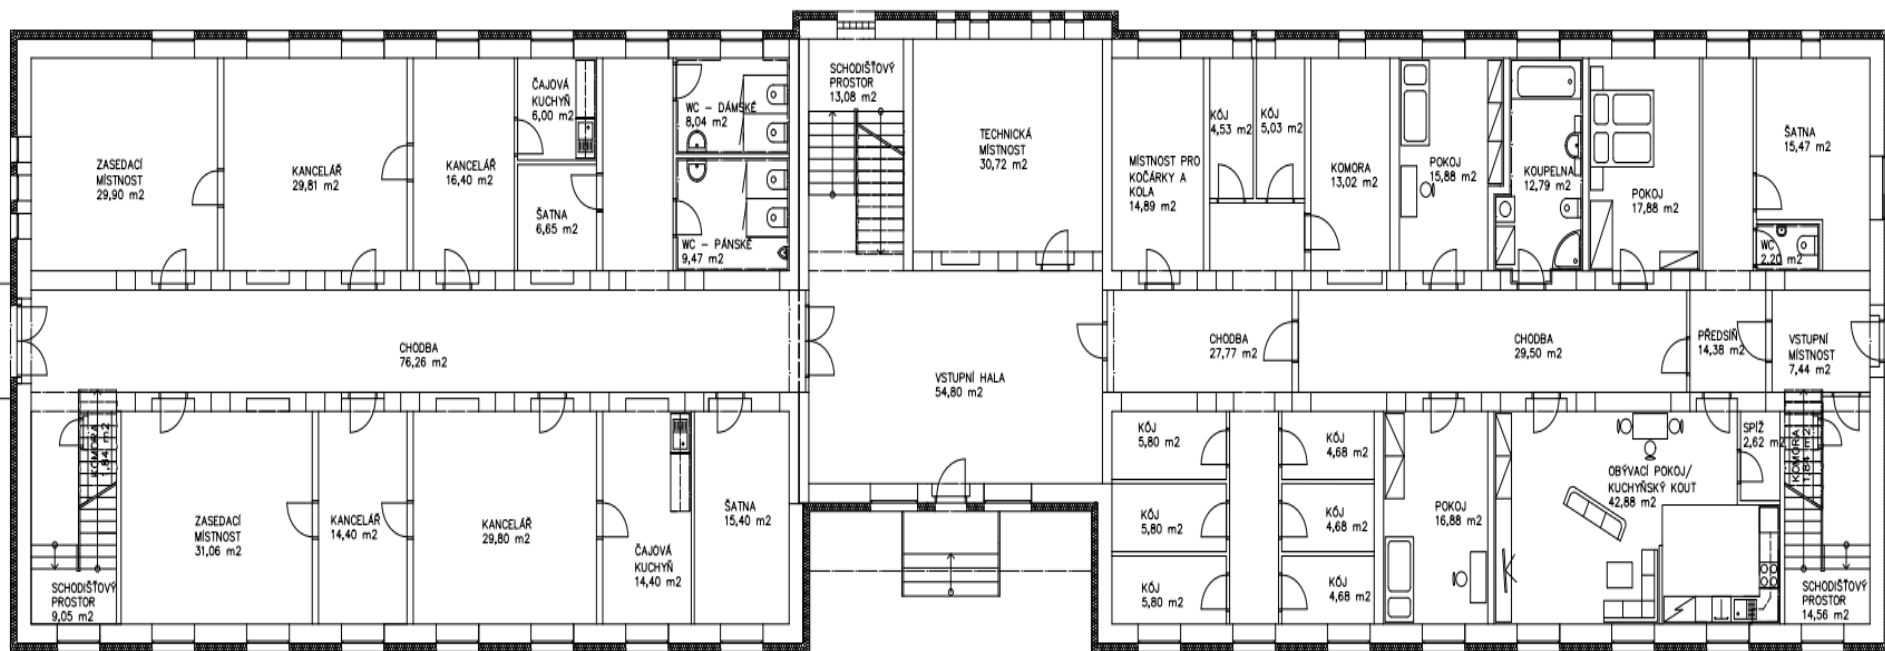 ZASEDACÍ
MÍSTNOST
29,90 m2
KANCELÁŘ
29,81 m2
KANCELÁŘ
16,40 m2
ČAJOVÁ
KUCHYŇ
6,00 m2
ŠATNA
6,65 m2
WC – DÁMSKÉ
8,04 m2
WC – PÁNSKÉ
9,47 m2
SCHODIŠŤOVÝ
PROSTOR
13,08 m2
TECHNICKÁ
MÍSTNOST
30,72 m2
MÍSTNOST PRO
KOČÁRKY A
KOLA
14,89 m2
KÓJ
4,53 m2
KÓJ
5,03 m2
KOMORA
13,02 m2
POKOJ
15,88 m2
KOUPELNA
12,79 m2
POKOJ
17,88 m2
ŠATNA
15,47 m2
WC
2,20 m2
CHODBA
76,26 m2
VSTUPNÍ HALA
54,80 m2
CHODBA
27,77 m2
CHODBA
29,50 m2
PŘEDSÍŇ
14,38 m2
VSTUPNÍ
MÍSTNOST
7,44 m2
KOMORA
1,84 m2
SCHODIŠŤOVÝ
PROSTOR
9,05 m2
ZASEDACÍ
MÍSTNOST
31,06 m2
KANCELÁŘ
14,40 m2
KANCELÁŘ
29,80 m2
ČAJOVÁ
KUCHYŇ
14,40 m2
ŠATNA
15,40 m2
KÓJ
5,80 m2
KÓJ
5,80 m2
KÓJ
5,80 m2
KÓJ
4,68 m2
KÓJ
4,68 m2
KÓJ
4,68 m2
POKOJ
16,88 m2
OBÝVACÍ POKOJ/
KUCHYŇSKÝ KOUT
42,88 m2
SPÍŽ
2,62 m2
KOMORA
1,84 m2
SCHODIŠŤOVÝ
PROSTOR
14,56 m2